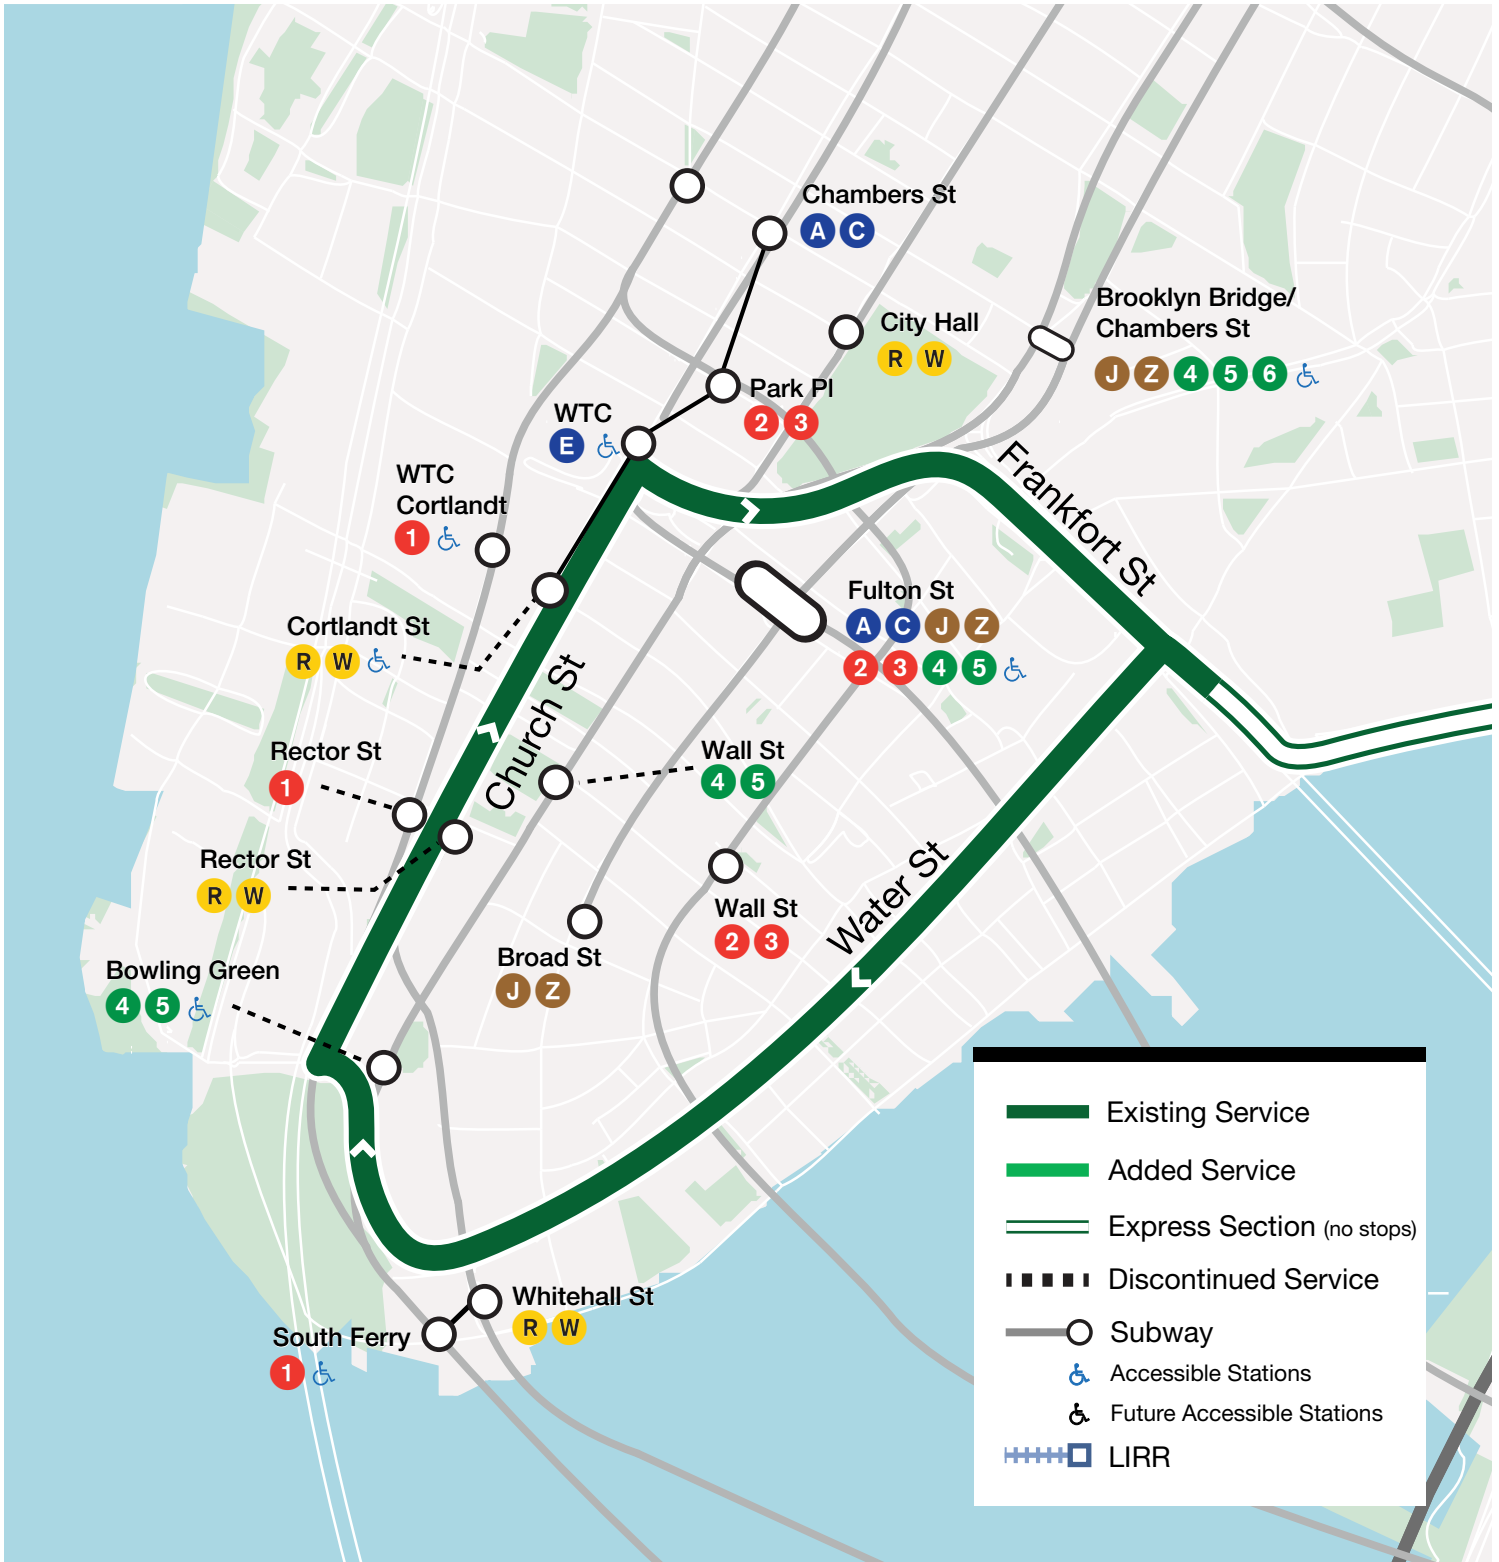 Chambers St
A C
City Hall
R W
Brooklyn Bridge/
Chambers St
J Z 4 5 6
Park Pl
2 3
WTC
E
WTC
Cortlandt
1
Frankfort St
Fulton St
A C J Z
2 3 4 5
Cortlandt St
R W
Church St
Rector St
1
Wall St
4 5
Rector St
R W
Wall St
2 3
Water St
Broad St
J Z
Bowling Green
4 5
Whitehall St
R W
South Ferry
1
Existing Service
Added Service
Express Section (no stops)
Discontinued Service
Subway
Accessible Stations
Future Accessible Stations
LIRR